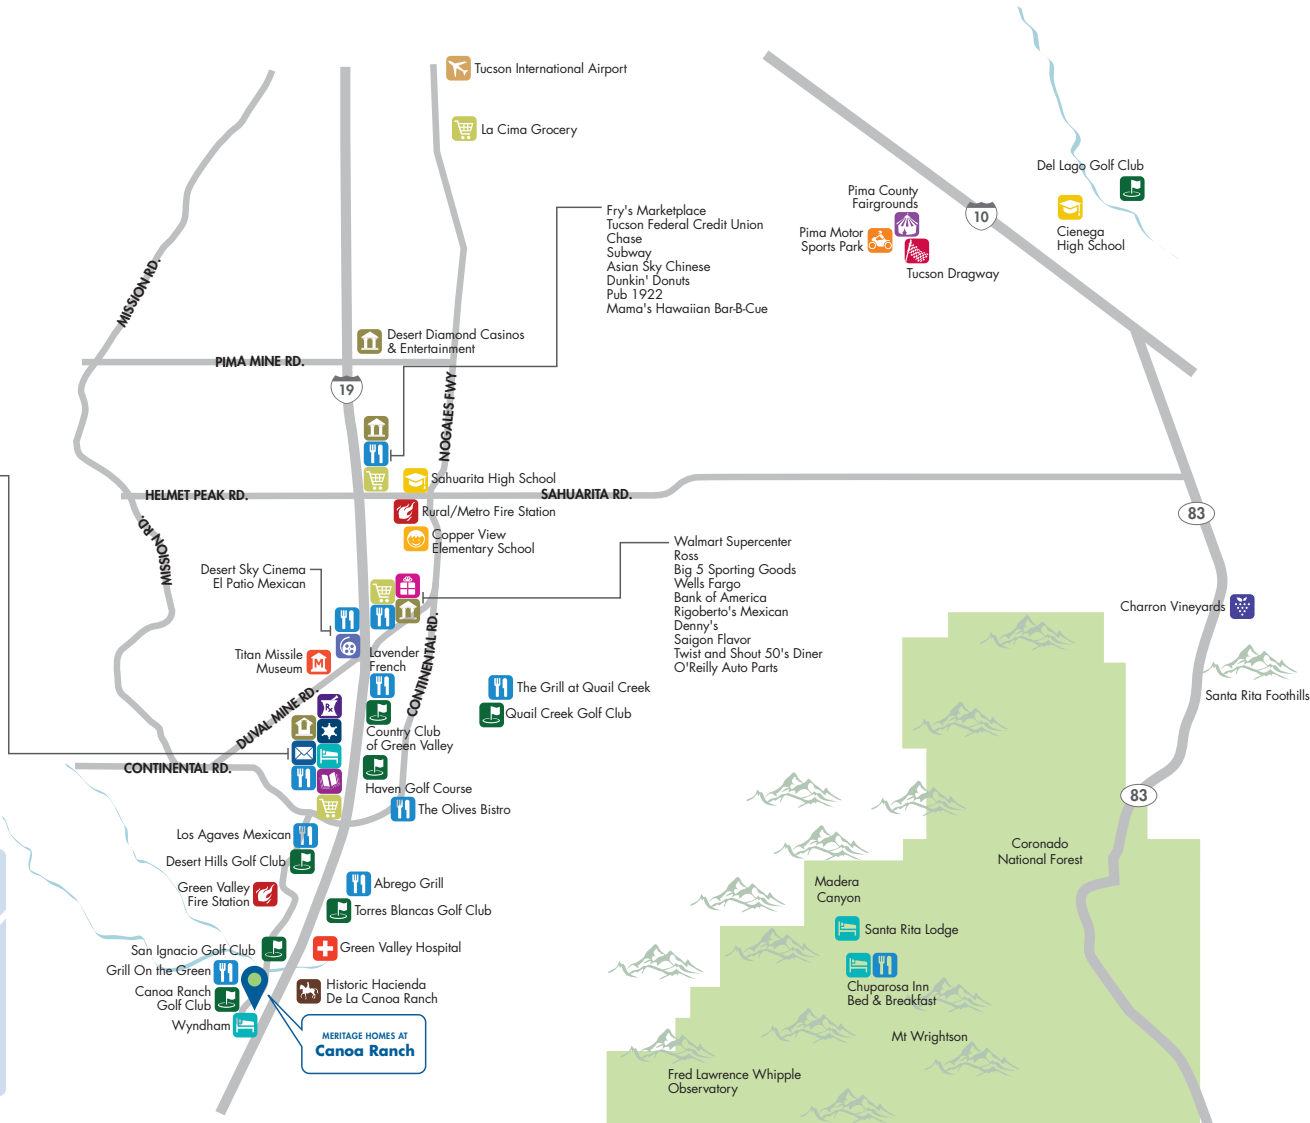 Tucson International Airport
La Cima Grocery
Del Lago Golf Club
Cienega
High School
Pima County
Fairgrounds
Pima Motor
Sports Park
Tucson Dragway
10
Fry's Marketplace
Tucson Federal Credit Union
Chase
Subway
Asian Sky Chinese
Dunkin' Donuts
Pub 1922
Mama's Hawaiian Bar-B-Cue
MISSION RD.
Desert Diamond Casinos
& Entertainment
PIMA MINE RD.
19
NOGALES FWY
Sahuarita High School
HELMET PEAK RD.
SAHUARITA RD.
Rural/Metro Fire Station
Copper View
Elementary School
MISSION RD.
83
Desert Sky Cinema
El Patio Mexican
Walmart Supercenter
Ross
Big 5 Sporting Goods
Wells Fargo
Bank of America
Rigoberto's Mexican
Denny's
Saigon Flavor
Twist and Shout 50's Diner
O'Reilly Auto Parts
Charron Vineyards
Santa Rita Foothills
Titan Missile
Museum
M
Lavender
French
CONTINENTAL RD.
The Grill at Quail Creek
Quail Creek Golf Club
DUVAL MINE RD.
Rx
Country Club
of Green Valley
CONTINENTAL RD.
Haven Golf Course
The Olives Bistro
83
Los Agaves Mexican
Desert Hills Golf Club
Green Valley
Fire Station
Abrego Grill
Torres Blancas Golf Club
Coronado
National Forest
Madera
Canyon
Santa Rita Lodge
San Ignacio Golf Club
Green Valley Hospital
Grill On the Green
Canoa Ranch
Golf Club
Historic Hacienda
De La Canoa Ranch
Chuparosa Inn
Bed & Breakfast
Wyndham
MERITAGE HOMES AT
Canoa Ranch
Mt Wrightson
Fred Lawrence Whipple
Observatory